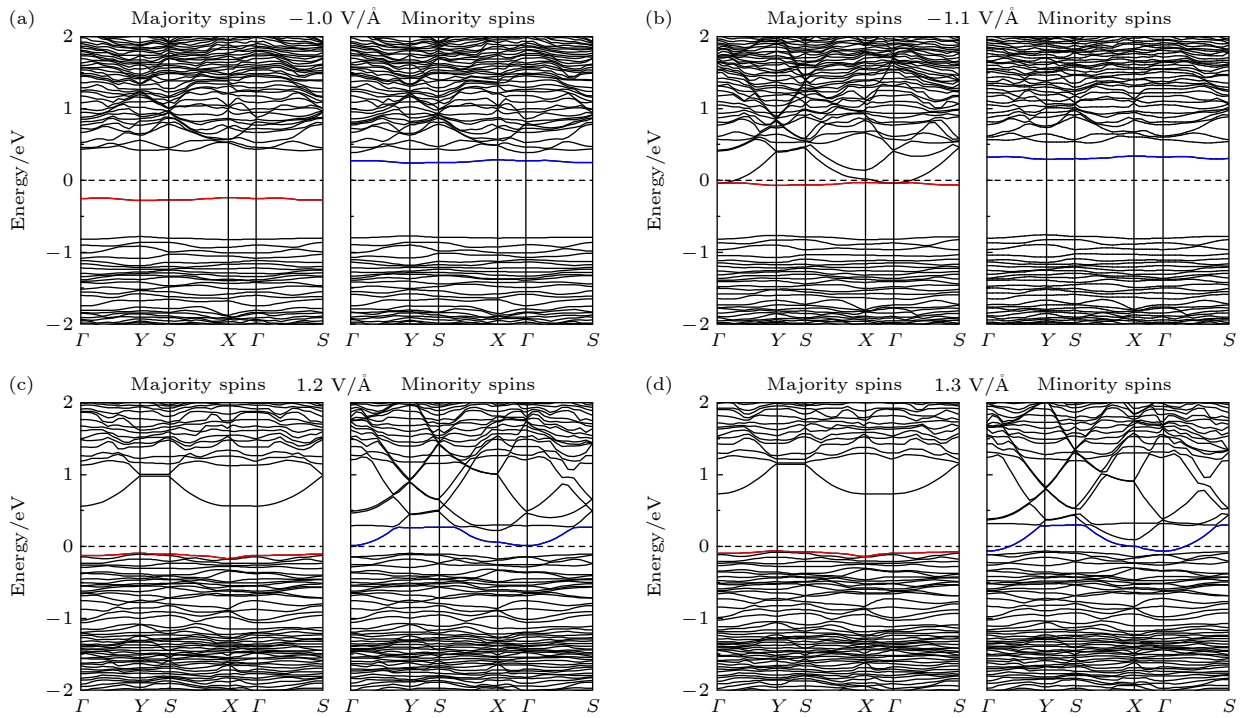 (a) Majority spins −1.0 V/Å Minority spins
2
1
0
−1
−2
Energy/eV
Γ Y S X Γ S Γ Y S X Γ S
(b) Majority spins −1.1 V/Å Minority spins
2
1
0
−1
−2
Energy/eV
Γ Y S X Γ S Γ Y S X Γ S
(c) Majority spins 1.2 V/Å Minority spins
2
1
0
−1
−2
Energy/eV
Γ Y S X Γ S Γ Y S X Γ S
(d) Majority spins 1.3 V/Å Minority spins
2
1
0
−1
−2
Energy/eV
Γ Y S X Γ S Γ Y S X Γ S